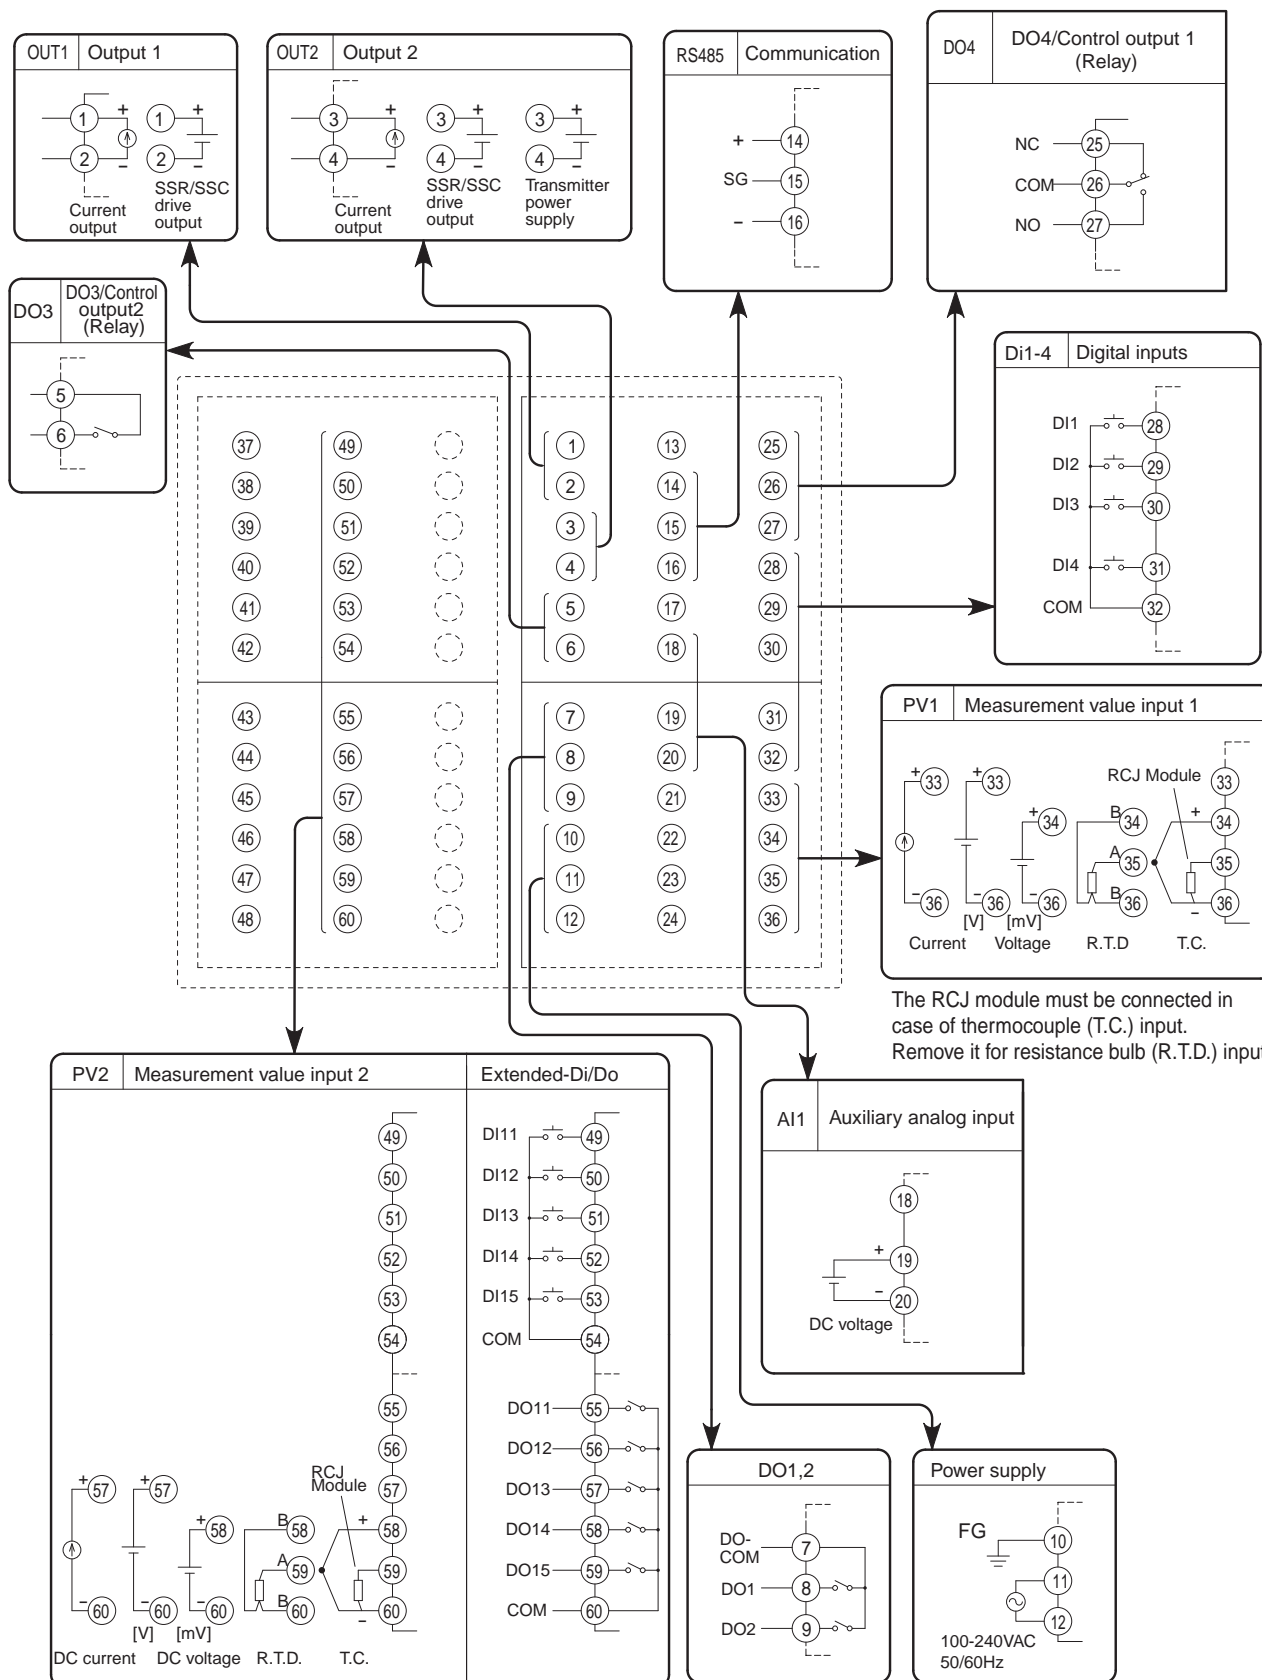 OUT1 Output 1
1 + 1 +
2 − 2 −
Current
output
SSR/SSC
drive
output
OUT2 Output 2
3 + 3 + 3 +
4 − 4 − 4 −
Current
output
SSR/SSC
drive
output
Transmitter
power
supply
RS485 Communication
+ 14
SG 15
− 16
DO4 DO4/Control output 1
(Relay)
NC 25
COM 26
NO 27
DO3 DO3/Control
output2
(Relay)
5
6
Di1-4 Digital inputs
DI1 28
DI2 29
DI3 30
DI4 31
COM 32
37 49 1 13 25
38 50 2 14 26
39 51 3 15 27
40 52 4 16 28
41 53 5 17 29
42 54 6 18 30
43 55 7 19 31
44 56 8 20 32
45 57 9 21 33
46 58 10 22 34
47 59 11 23 35
48 60 12 24 36
PV1 Measurement value input 1
RCJ Module
+ 33 + 33 33
+ 34 B 34 + 34
A 35 35
− 36 − 36 − 36 B 36 − 36
[V] [mV]
Current Voltage R.T.D T.C.
The RCJ module must be connected in
case of thermocouple (T.C.) input.
Remove it for resistance bulb (R.T.D.) input
PV2 Measurement value input 2
49
50
51
52
53
54
55
56
RCJ
Module
+ 57 + 57 57
+ 58 B 58 + 58
A 59 59
− 60 − 60 − 60 B 60 − 60
[V] [mV]
DC current DC voltage R.T.D. T.C.
Extended-Di/Do
DI11 49
DI12 50
DI13 51
DI14 52
DI15 53
COM 54
DO11 55
DO12 56
DO13 57
DO14 58
DO15 59
COM 60
AI1 Auxiliary analog input
18
+ 19
− 20
DC voltage
DO1,2
DO-
COM 7
DO1 8
DO2 9
Power supply
FG 10
11
12
100-240VAC
50/60Hz